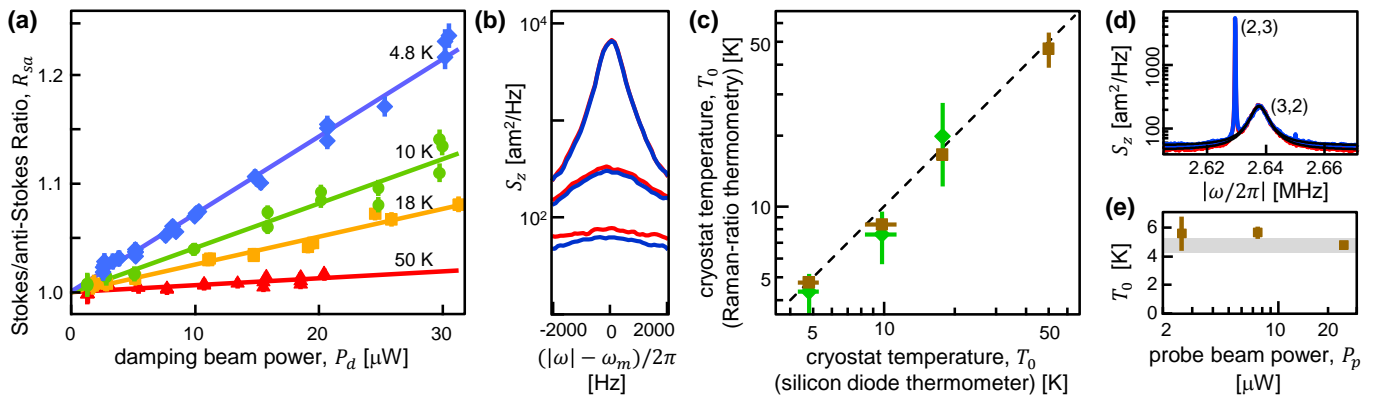 (a)
Stokes/anti-Stokes Ratio, R_sa
1.2
1.1
1.0
4.8 K
10 K
18 K
50 K
0
10
20
30
damping beam power, P_d [μW]
(b)
S_z [am²/Hz]
10⁴
10²
-2000
0
2000
(|ω| − ω_m)/2π
[Hz]
(c)
cryostat temperature, T_0
(Raman-ratio thermometry) [K]
50
10
5
5
10
50
cryostat temperature, T_0
(silicon diode thermometer) [K]
(d)
S_z [am²/Hz]
1000
100
(2,3)
(3,2)
2.62
2.64
2.66
|ω/2π| [MHz]
(e)
T_0 [K]
6
4
2
0
2
10
20
probe beam power, P_p
[μW]